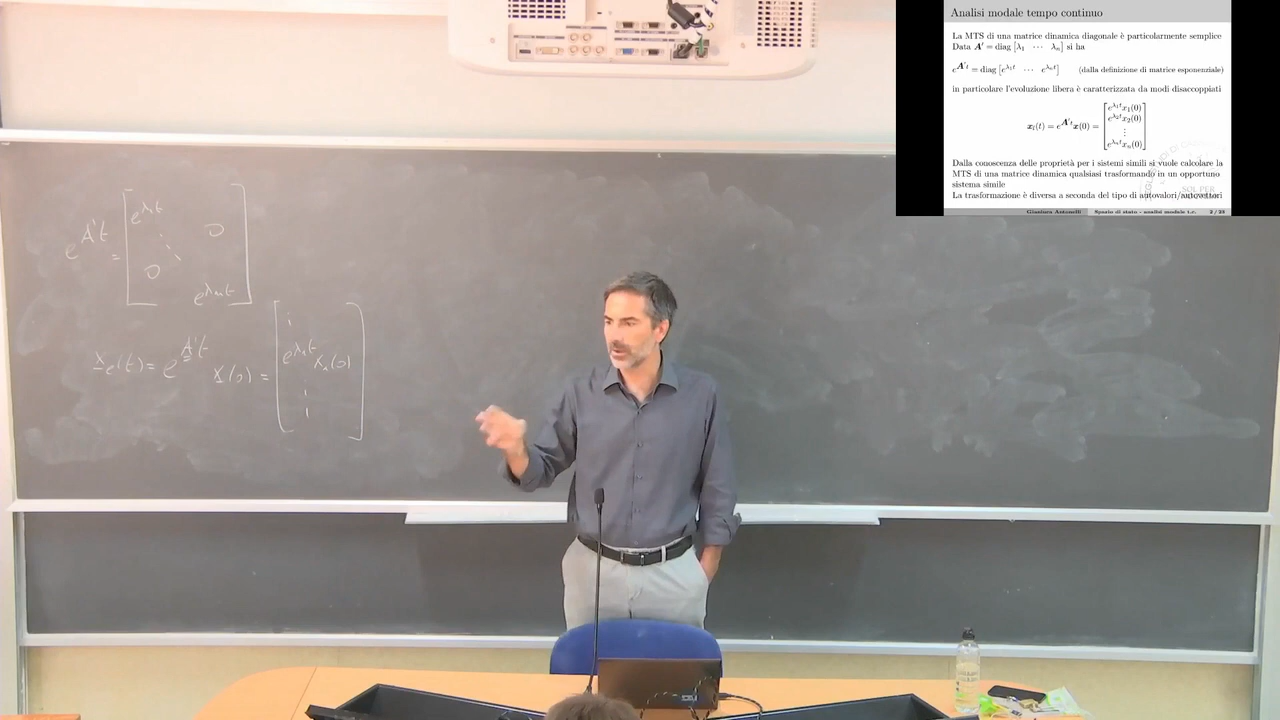 Analisi modale tempo continuo
La MTS di una matrice dinamica diagonale è particolarmente semplice
Data A' = diag [λ₁ ⋯ λₙ] si ha
e^{A't} = diag [e^{λ₁t} ⋯ e^{λₙt}] (dalla definizione di matrice esponenziale)
in particolare l'evoluzione libera è caratterizzata da modi disaccoppiati
x_l(t) = e^{A't}x(0) = [e^{λ₁t}x₁(0)
e^{λ₂t}x₂(0)
⋮
e^{λₙt}xₙ(0)]
Dalla conoscenza delle proprietà per i sistemi simili si vuole calcolare la
MTS di una matrice dinamica qualsiasi trasformando in un opportuno
sistema simile
La trasformazione è diversa a seconda del tipo di autovalori/autovettori
Gianluca Antonelli Spazio di stato - analisi modale t.c. 2 / 23
e^{A't} = [e^{λ₁t} 0
0 e^{λₙt}]
x_l(t) = e^{A't} x(0) = [e^{λ₁t} x₁(0)]